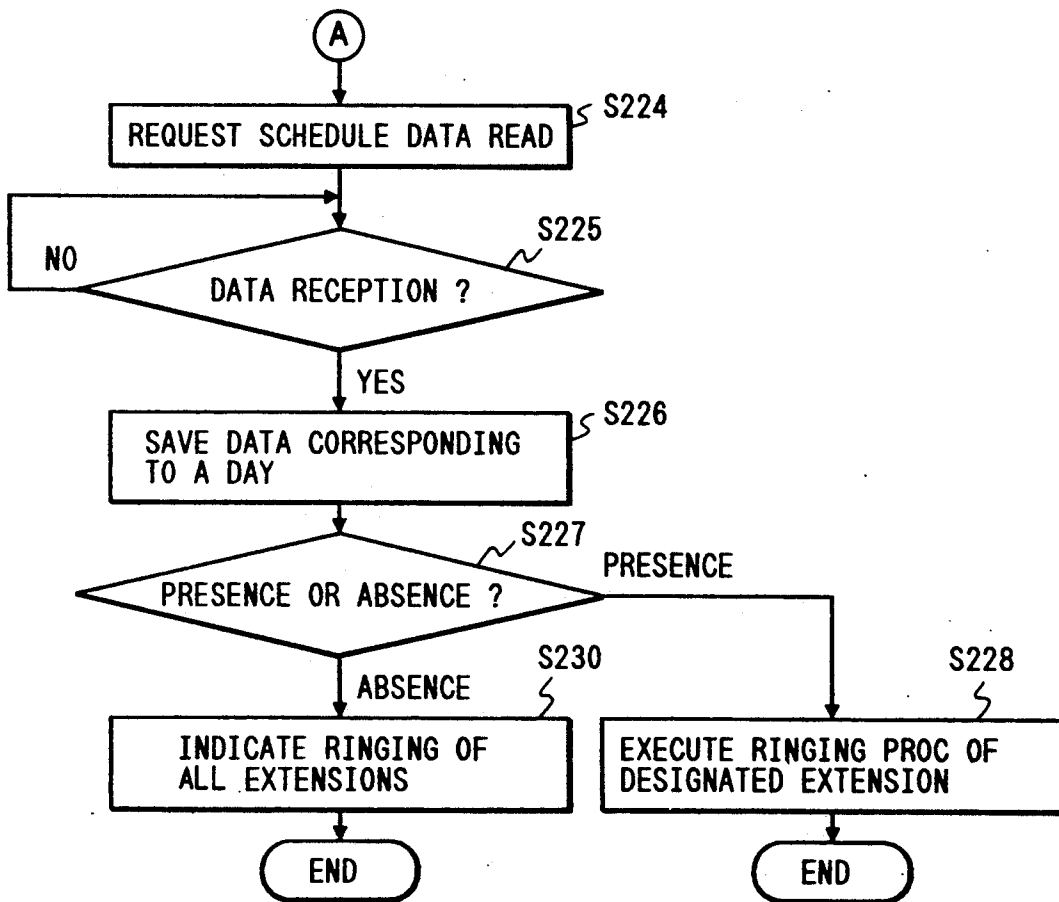 A
S224
REQUEST SCHEDULE DATA READ
S225
NO
DATA RECEPTION ?
YES
S226
SAVE DATA CORRESPONDING
TO A DAY
S227
PRESENCE
PRESENCE OR ABSENCE ?
S230
S228
ABSENCE
INDICATE RINGING OF
ALL EXTENSIONS
EXECUTE RINGING PROC OF
DESIGNATED EXTENSION
END
END